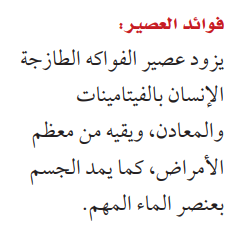 فوائد العصير:
يزود عصير الفواكه الطازجة
الإنسان بالفيتامينات
والمعادن، ويقيه من معظم
الأمراض، كما يمد الجسم
بعنصر الماء المهم.